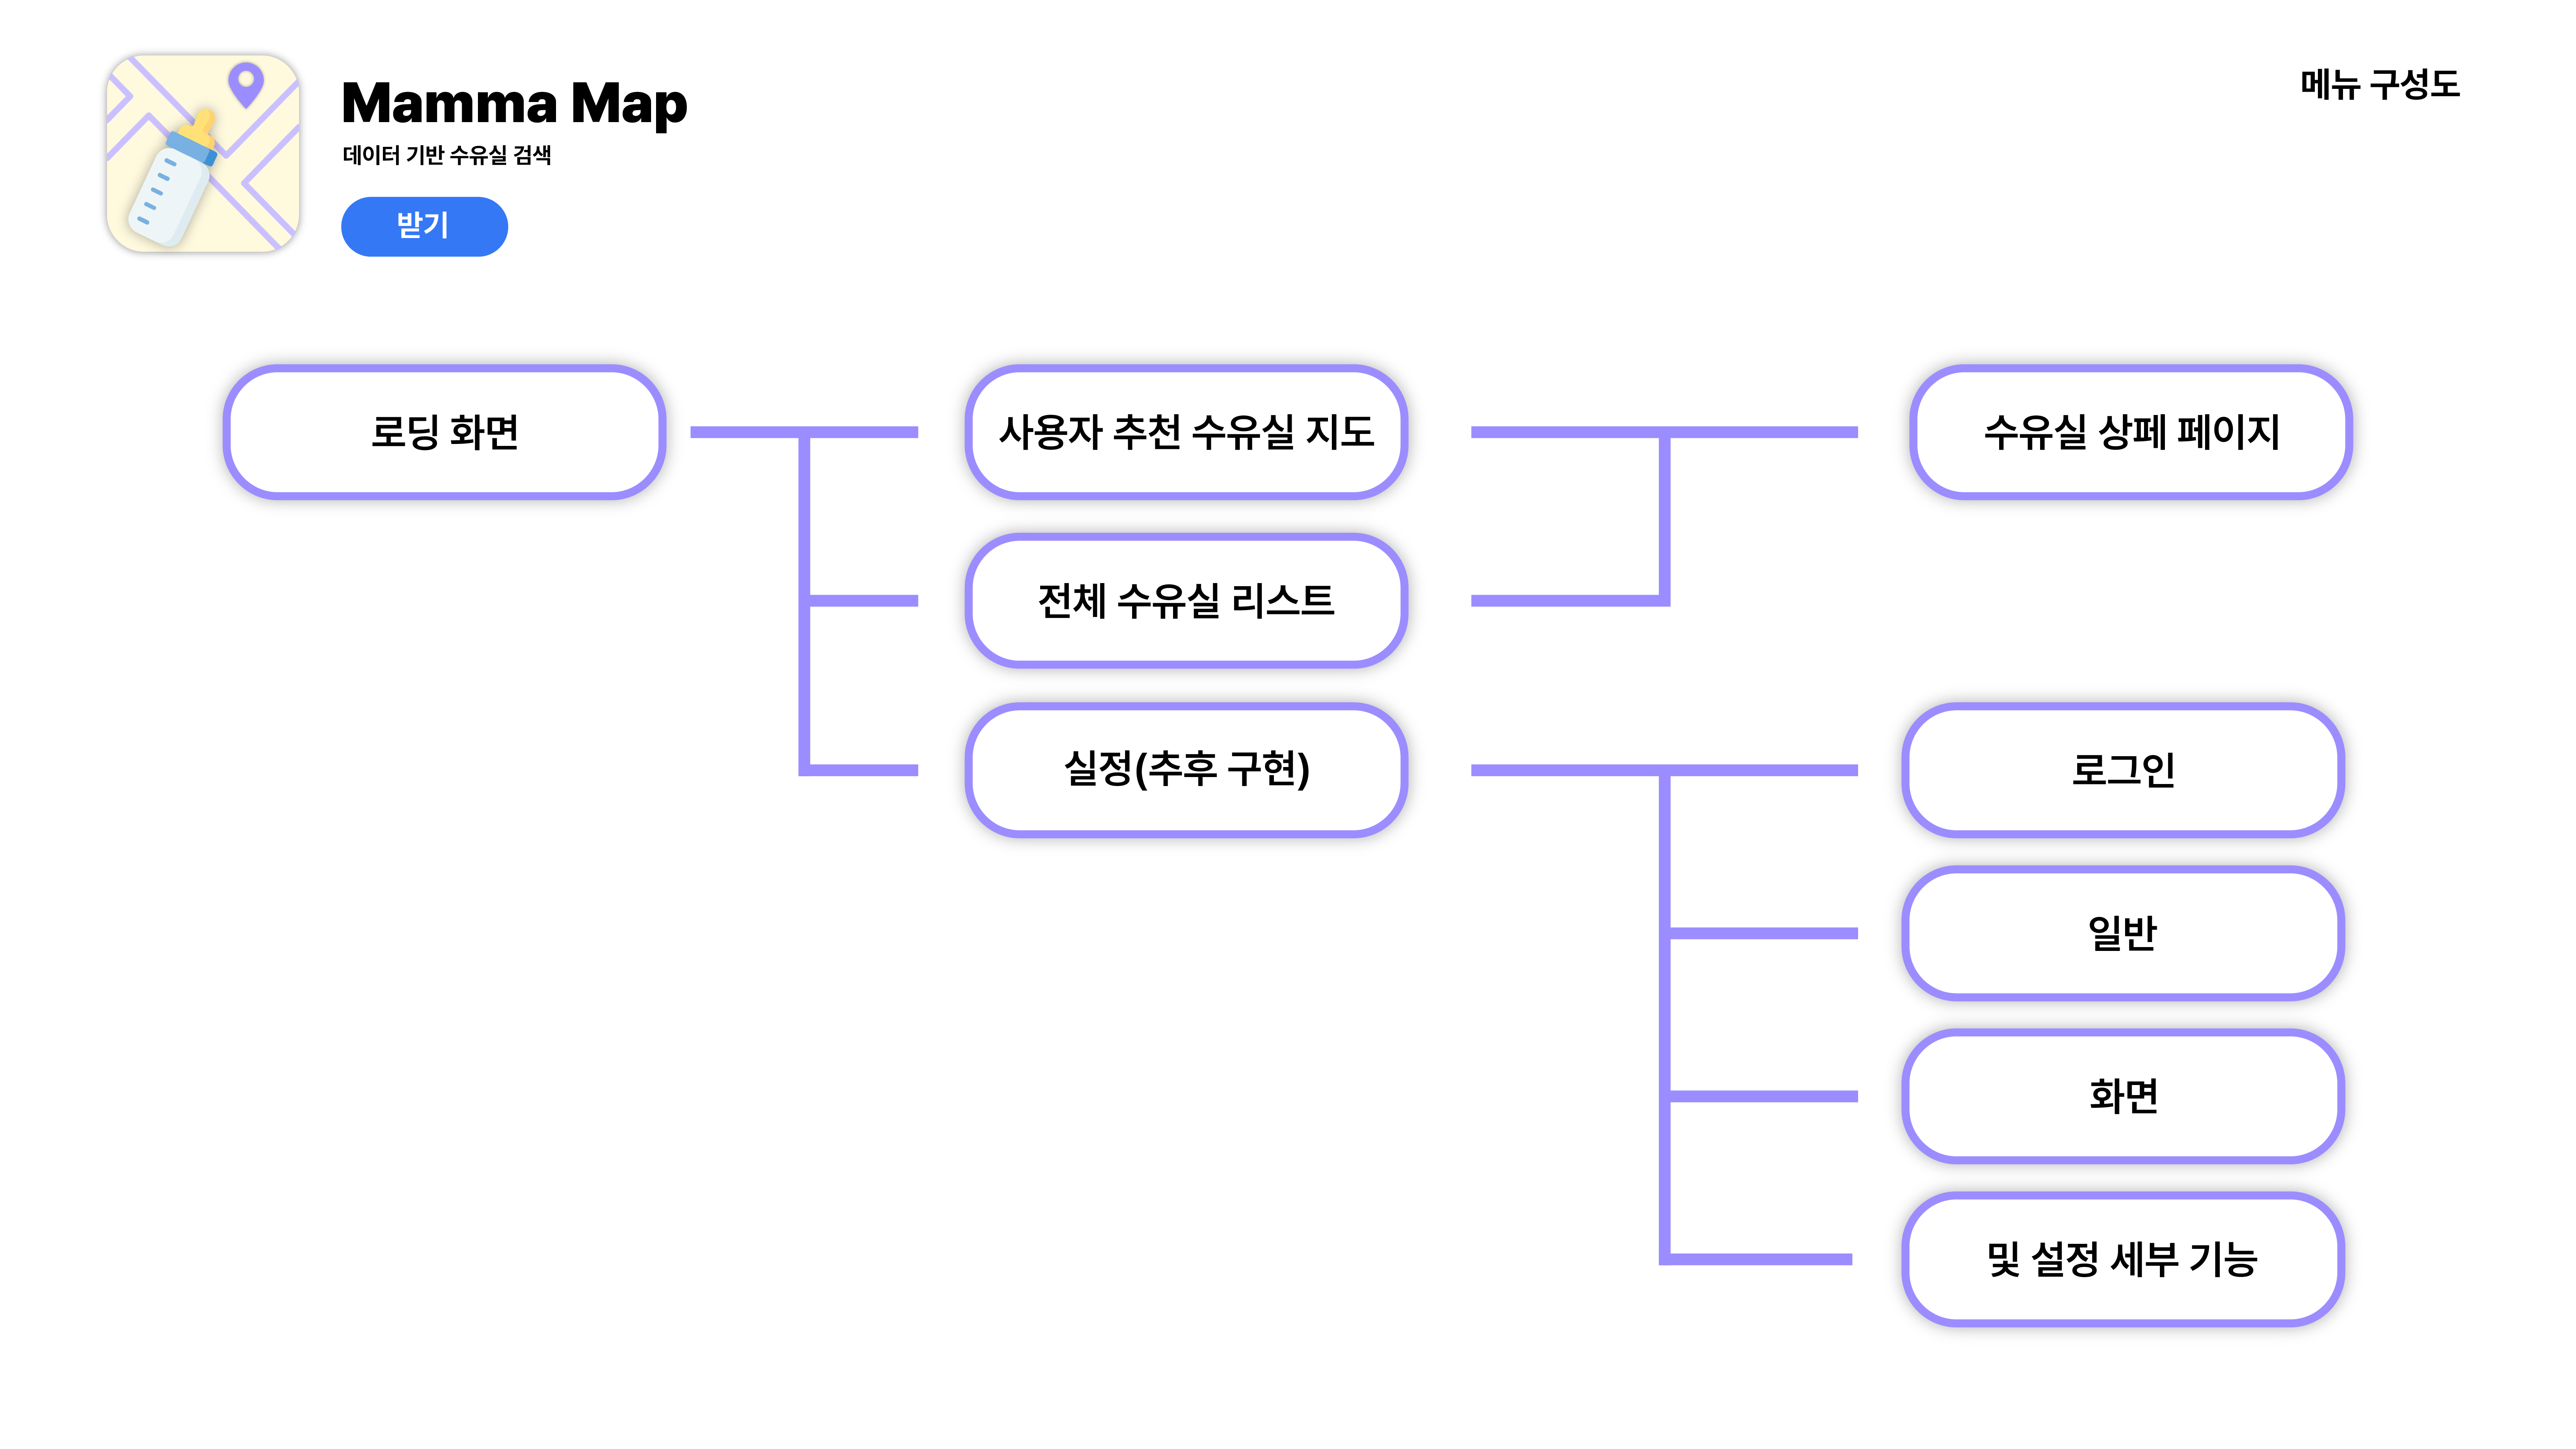 Mamma Map
데이터 기반 수유실 검색
받기
메뉴 구성도
로딩 화면
사용자 추천 수유실 지도
수유실 상페 페이지
전체 수유실 리스트
실정(추후 구현)
로그인
일반
화면
및 설정 세부 기능